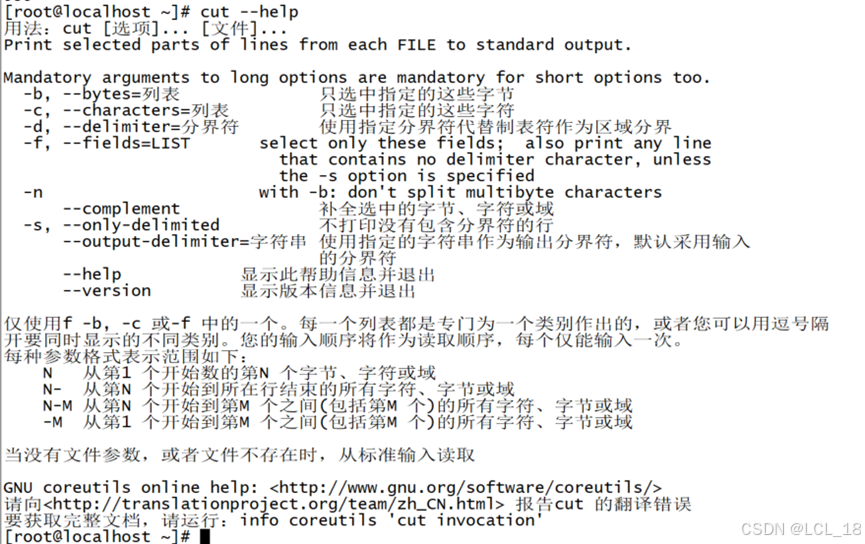 [root@localhost ~]# cut --help
用法：cut [选项]... [文件]...
Print selected parts of lines from each FILE to standard output.
Mandatory arguments to long options are mandatory for short options too.
-b, --bytes=列表 只选中指定的这些字节
-c, --characters=列表 只选中指定的这些字符
-d, --delimiter=分界符 使用指定分界符代替制表符作为区域分界
-f, --fields=LIST select only these fields;  also print any line
that contains no delimiter character, unless
the -s option is specified
-n with -b: don't split multibyte characters
--complement 补全选中的字节、字符或域
-s, --only-delimited 不打印没有包含分界符的行
--output-delimiter=字符串 使用指定的字符串作为输出分界符，默认采用输入
的分界符
--help 显示此帮助信息并退出
--version 显示版本信息并退出
仅使用f -b, -c 或-f 中的一个。每一个列表都是专门为一个类别作出的，或者您可以用逗号隔
开要同时显示的不同类别。您的输入顺序将作为读取顺序，每个仅能输入一次。
每种参数格式表示范围如下：
N 从第1 个开始数的第N 个字节、字符或域
N- 从第N 个开始到所在行结束的所有字符、字节或域
N-M 从第N 个开始到第M 个之间(包括第M 个)的所有字符、字节或域
-M 从第1 个开始到第M 个之间(包括第M 个)的所有字符、字节或域
当没有文件参数，或者文件不存在时，从标准输入读取
GNU coreutils online help: <http://www.gnu.org/software/coreutils/>
请向<http://translationproject.org/team/zh_CN.html> 报告cut 的翻译错误
要获取完整文档，请运行：info coreutils 'cut invocation'
[root@localhost ~]#
CSDN @LCL_18